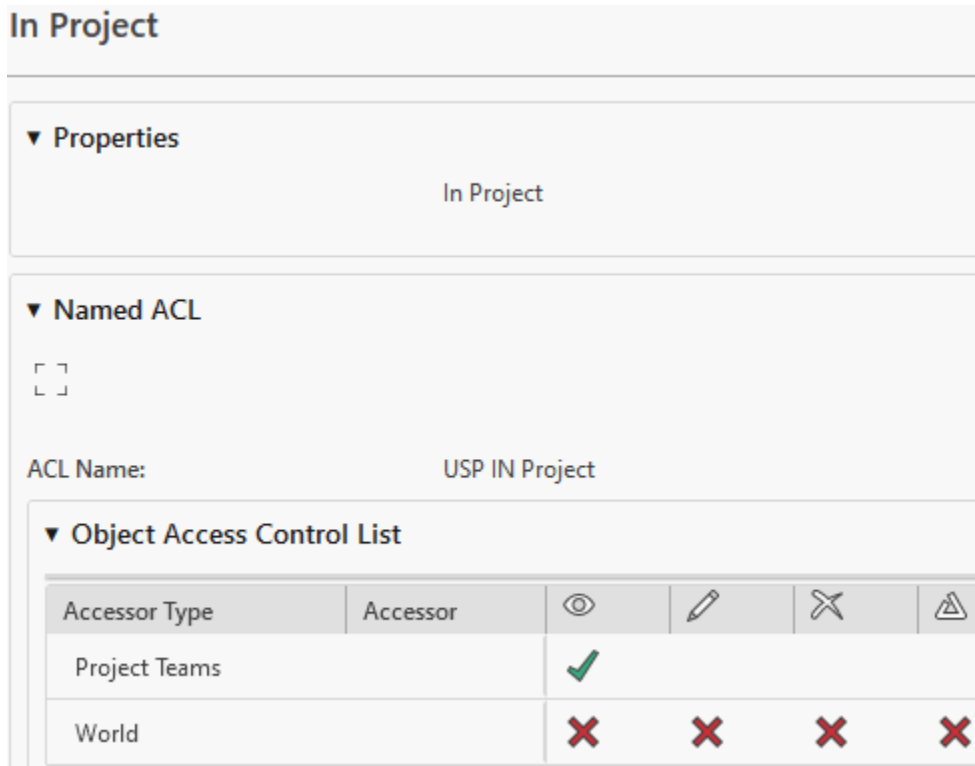 In Project
Properties
In Project
Named ACL
ACL Name: USP IN Project
Object Access Control List
Accessor Type Accessor
Project Teams
World